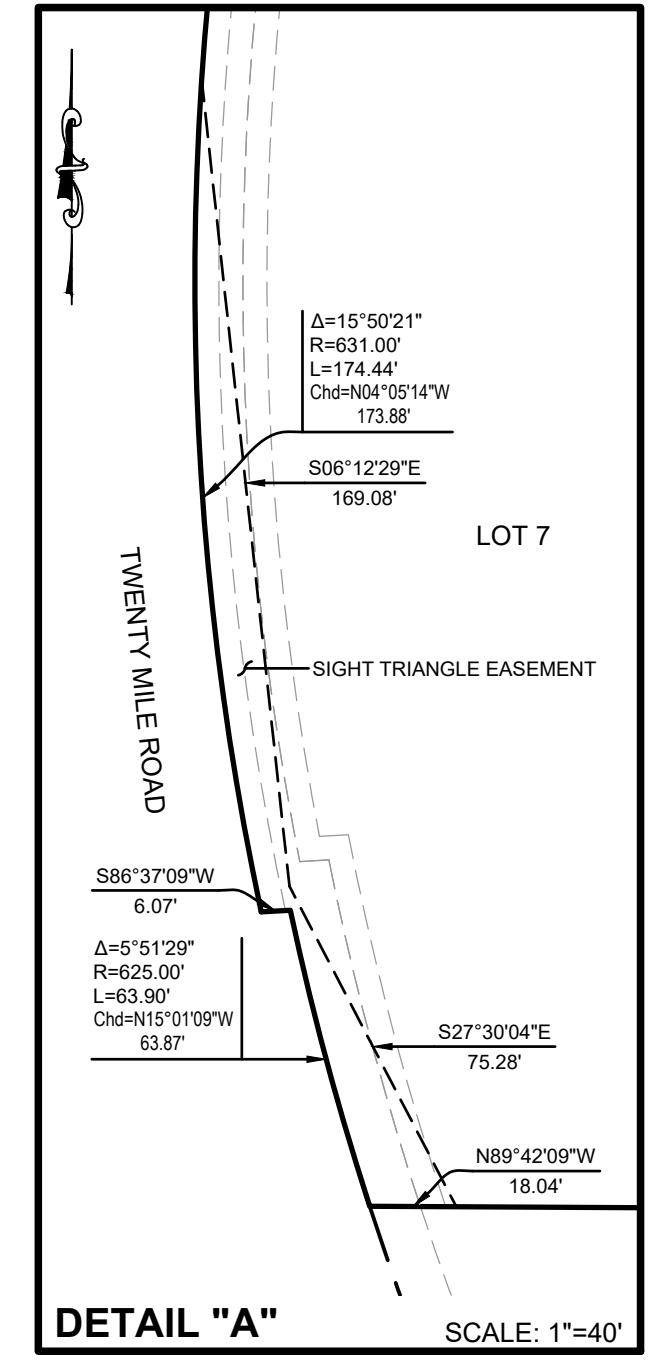 Δ=15°50'21"
R=631.00'
L=174.44'
Chd=N04°05'14"W
173.88'
S06°12'29"E
169.08'
LOT 7
TWENTY MILE ROAD
SIGHT TRIANGLE EASEMENT
S86°37'09"W
6.07'
Δ=5°51'29"
R=625.00'
L=63.90'
Chd=N15°01'09"W
63.87'
S27°30'04"E
75.28'
N89°42'09"W
18.04'
DETAIL "A"
SCALE: 1"=40'